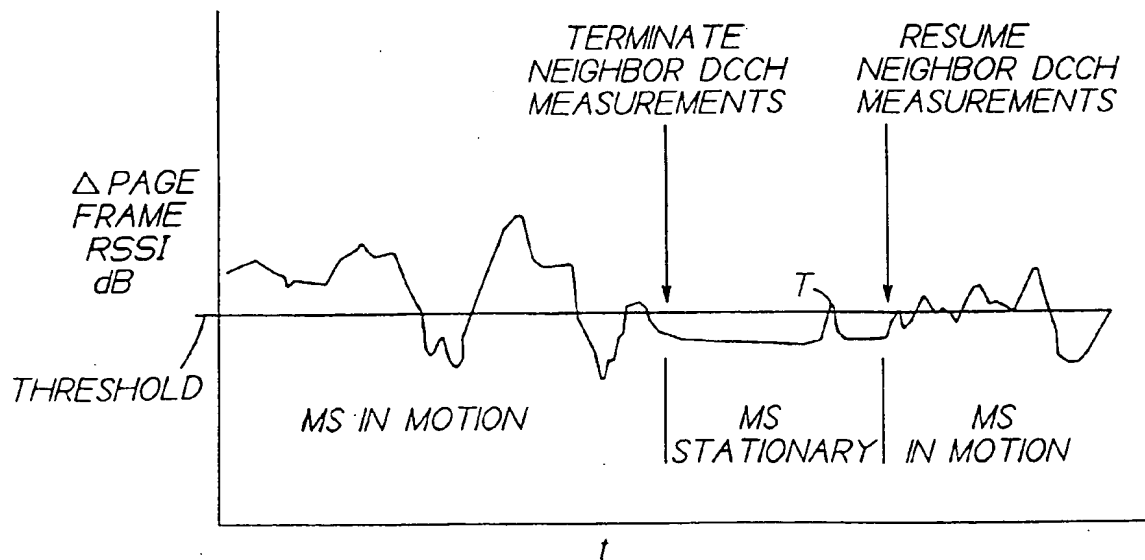 TERMINATE
NEIGHBOR DCCH
MEASUREMENTS
RESUME
NEIGHBOR DCCH
MEASUREMENTS
Δ PAGE
FRAME
RSSI
dB
T
THRESHOLD
MS IN MOTION
MS
STATIONARY
MS
IN MOTION
t